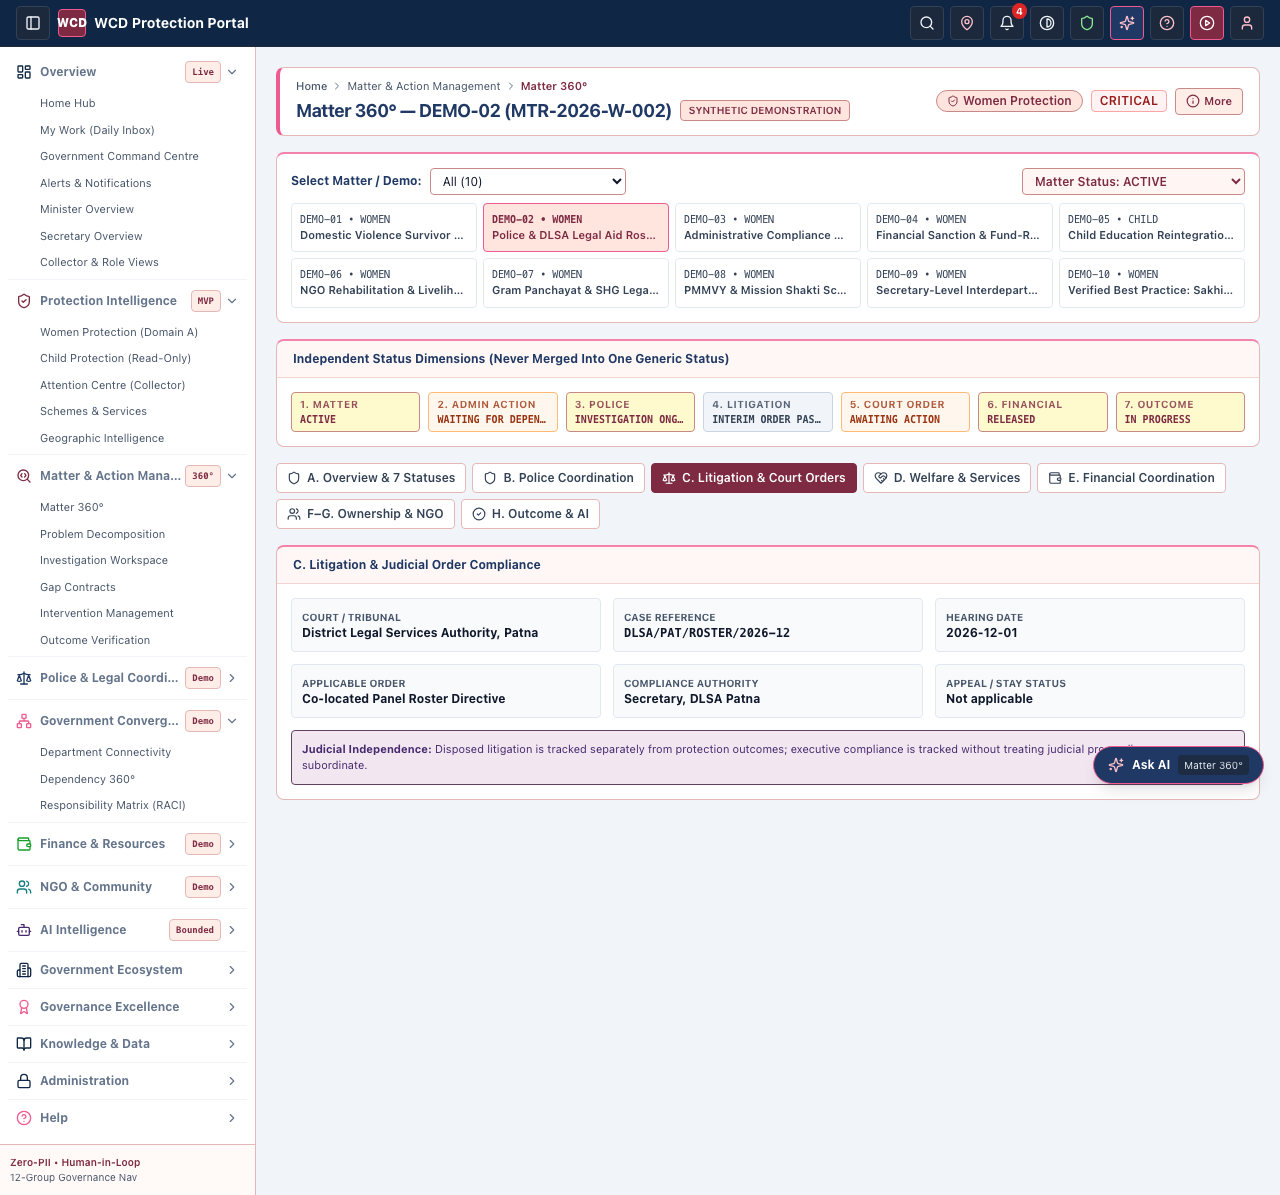 WCD
WCD Protection Portal
4
Overview
Live
Home Hub
My Work (Daily Inbox)
Government Command Centre
Alerts & Notifications
Minister Overview
Secretary Overview
Collector & Role Views
Protection Intelligence
MVP
Women Protection (Domain A)
Child Protection (Read-Only)
Attention Centre (Collector)
Schemes & Services
Geographic Intelligence
Matter & Action Mana...
360°
Matter 360°
Problem Decomposition
Investigation Workspace
Gap Contracts
Intervention Management
Outcome Verification
Police & Legal Coordi...
Demo
Government Converg...
Demo
Department Connectivity
Dependency 360°
Responsibility Matrix (RACI)
Finance & Resources
Demo
NGO & Community
Demo
AI Intelligence
Bounded
Government Ecosystem
Governance Excellence
Knowledge & Data
Administration
Help
Zero-PII • Human-in-Loop
12-Group Governance Nav
Home > Matter & Action Management > Matter 360°
Matter 360° — DEMO-02 (MTR-2026-W-002)
SYNTHETIC DEMONSTRATION
Women Protection
CRITICAL
More
Select Matter / Demo:
All (10)
Matter Status: ACTIVE
DEMO-01 • WOMEN
Domestic Violence Survivor ...
DEMO-02 • WOMEN
Police & DLSA Legal Aid Ros...
DEMO-03 • WOMEN
Administrative Compliance ...
DEMO-04 • WOMEN
Financial Sanction & Fund-R...
DEMO-05 • CHILD
Child Education Reintegratio...
DEMO-06 • WOMEN
NGO Rehabilitation & Livelih...
DEMO-07 • WOMEN
Gram Panchayat & SHG Lega...
DEMO-08 • WOMEN
PMMVY & Mission Shakti Sc...
DEMO-09 • WOMEN
Secretary-Level Interdepart...
DEMO-10 • WOMEN
Verified Best Practice: Sakhi...
Independent Status Dimensions (Never Merged Into One Generic Status)
1. MATTER
ACTIVE
2. ADMIN ACTION
WAITING FOR DEPEN...
3. POLICE
INVESTIGATION ONG...
4. LITIGATION
INTERIM ORDER PAS...
5. COURT ORDER
AWAITING ACTION
6. FINANCIAL
RELEASED
7. OUTCOME
IN PROGRESS
A. Overview & 7 Statuses
B. Police Coordination
C. Litigation & Court Orders
D. Welfare & Services
E. Financial Coordination
F–G. Ownership & NGO
H. Outcome & AI
C. Litigation & Judicial Order Compliance
COURT / TRIBUNAL
District Legal Services Authority, Patna
CASE REFERENCE
DLSA/PAT/ROSTER/2026-12
HEARING DATE
2026-12-01
APPLICABLE ORDER
Co-located Panel Roster Directive
COMPLIANCE AUTHORITY
Secretary, DLSA Patna
APPEAL / STAY STATUS
Not applicable
Judicial Independence: Disposed litigation is tracked separately from protection outcomes; executive compliance is tracked without treating judicial
subordinate.
Ask AI
Matter 360°